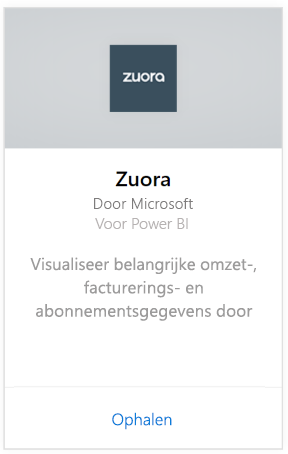 zuora
Zuora
Door Microsoft
Voor Power BI
Visualiseer belangrijke omzet-,
facturerings- en
abonnementsgegevens door
Ophalen